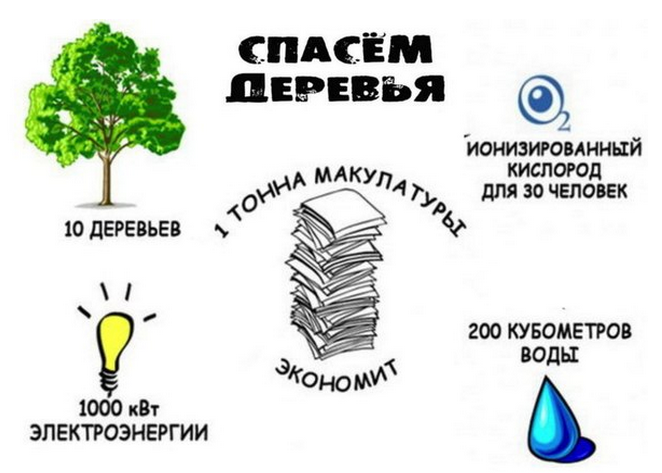 СПАСЁМ
ДЕРЕВЬЯ
O2
ИОНИЗИРОВАННЫЙ
КИСЛОРОД
ДЛЯ 30 ЧЕЛОВЕК
10 ДЕРЕВЬЕВ
1 ТОННА МАКУЛАТУРЫ
ЭКОНОМИТ
1000 кВт
ЭЛЕКТРОЭНЕРГИИ
200 КУБОМЕТРОВ
ВОДЫ